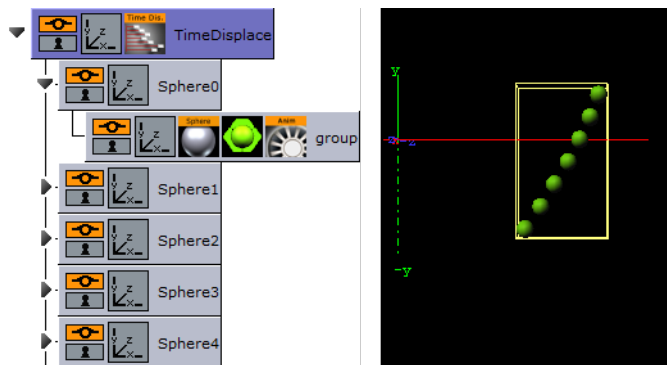 Time Dis.
TimeDisplace
y z x
Sphere0
y z x
Sphere Anim
group
y z x
Sphere1
y z x
Sphere2
y z x
Sphere3
y z x
Sphere4
y z x
y
-z
-y